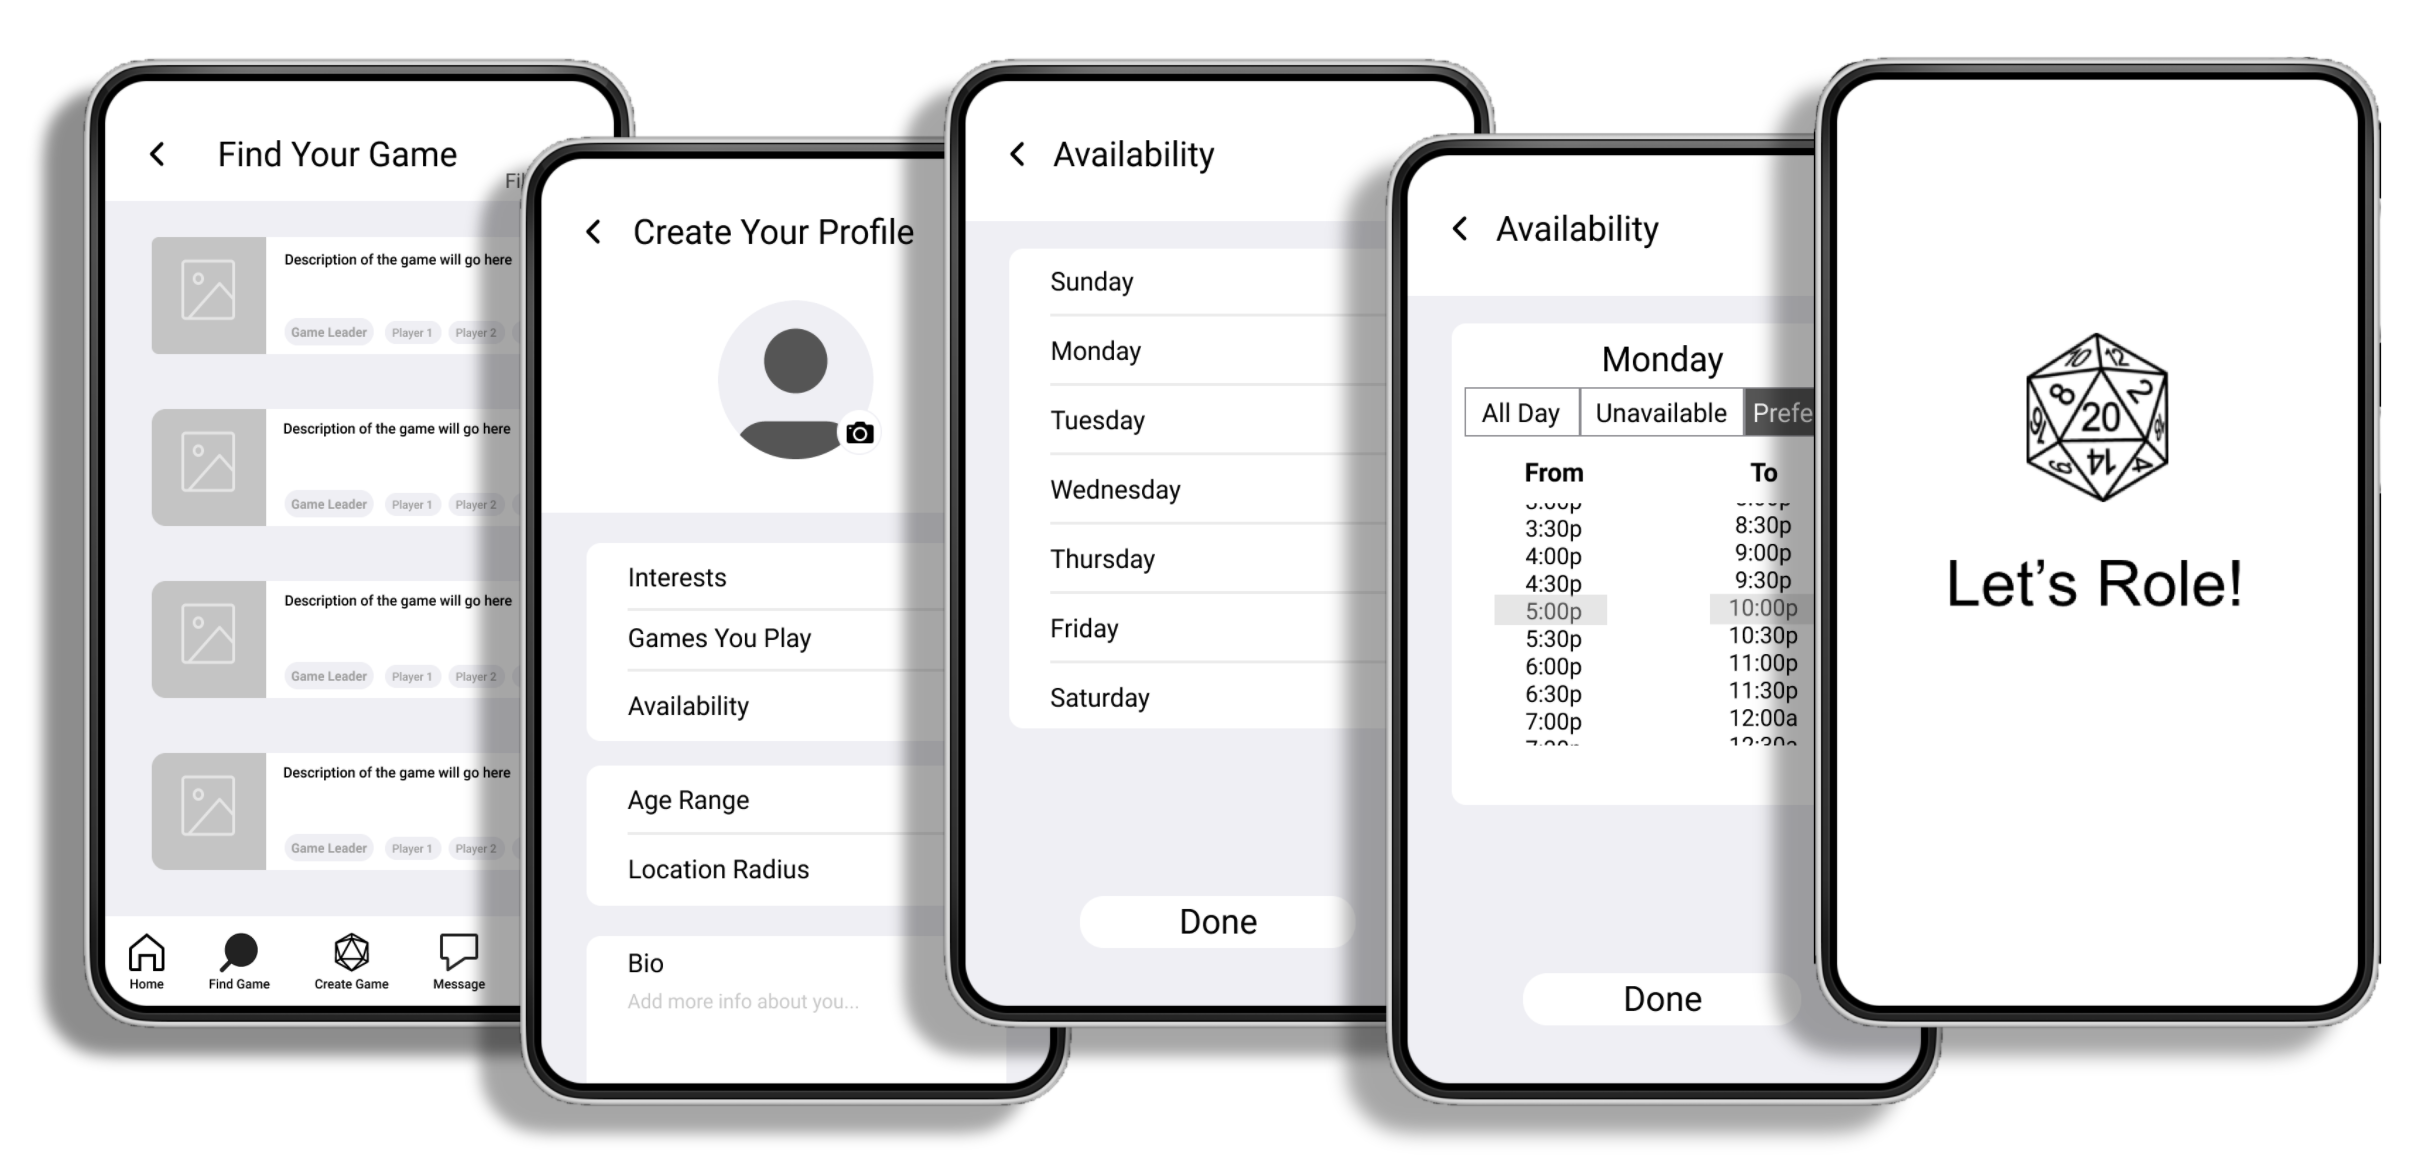 Find Your Game
Description of the game will go here
Game Leader Player 1 Player 2
Description of the game will go here
Game Leader Player 1 Player 2
Description of the game will go here
Game Leader Player 1 Player 2
Description of the game will go here
Game Leader Player 1 Player 2
Home Find Game Create Game Message
Create Your Profile
Interests
Games You Play
Availability
Age Range
Location Radius
Bio
Add more info about you...
Availability
Sunday
Monday
Tuesday
Wednesday
Thursday
Friday
Saturday
Done
Availability
Monday
All Day Unavailable Prefe
From To
3:30p 8:30p
4:00p 9:00p
4:30p 9:30p
5:00p 10:00p
5:30p 10:30p
6:00p 11:00p
6:30p 11:30p
7:00p 12:00a
12:30a
Done
10 12
8 2
20
14 4
Let's Role!